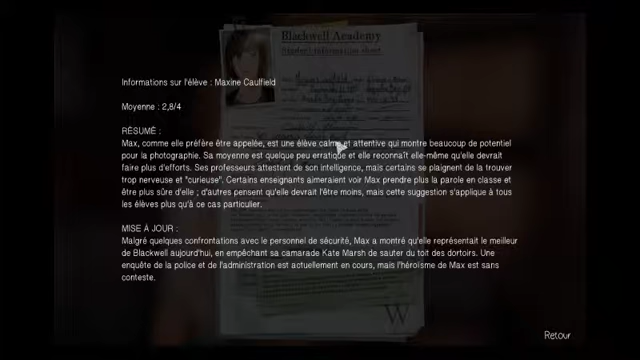 Blackwell Academy
Student information sheet
Informations sur l'élève : Maxine Caulfield
Moyenne : 2,8/4
RÉSUMÉ :
Max, comme elle préfère être appelée, est une élève calme et attentive qui montre beaucoup de potentiel
pour la photographie. Sa moyenne est quelque peu erratique et elle reconnaît elle-même qu'elle devrait
faire plus d'efforts. Ses professeurs attestent de son intelligence, mais certains se plaignent de la trouver
trop nerveuse et "curieuse". Certains enseignants aimeraient voir Max prendre plus la parole en classe et
être plus sûre d'elle ; d'autres pensent qu'elle devrait l'être moins, mais cette suggestion s'applique à tous
les élèves plus qu'à ce cas particulier.
MISE À JOUR :
Malgré quelques confrontations avec le personnel de sécurité, Max a montré qu'elle représentait le meilleur
de Blackwell aujourd'hui, en empêchant sa camarade Kate Marsh de sauter du toit des dortoirs. Une
enquête de la police et de l'administration est actuellement en cours, mais l'héroïsme de Max est sans
conteste.
W
Retour